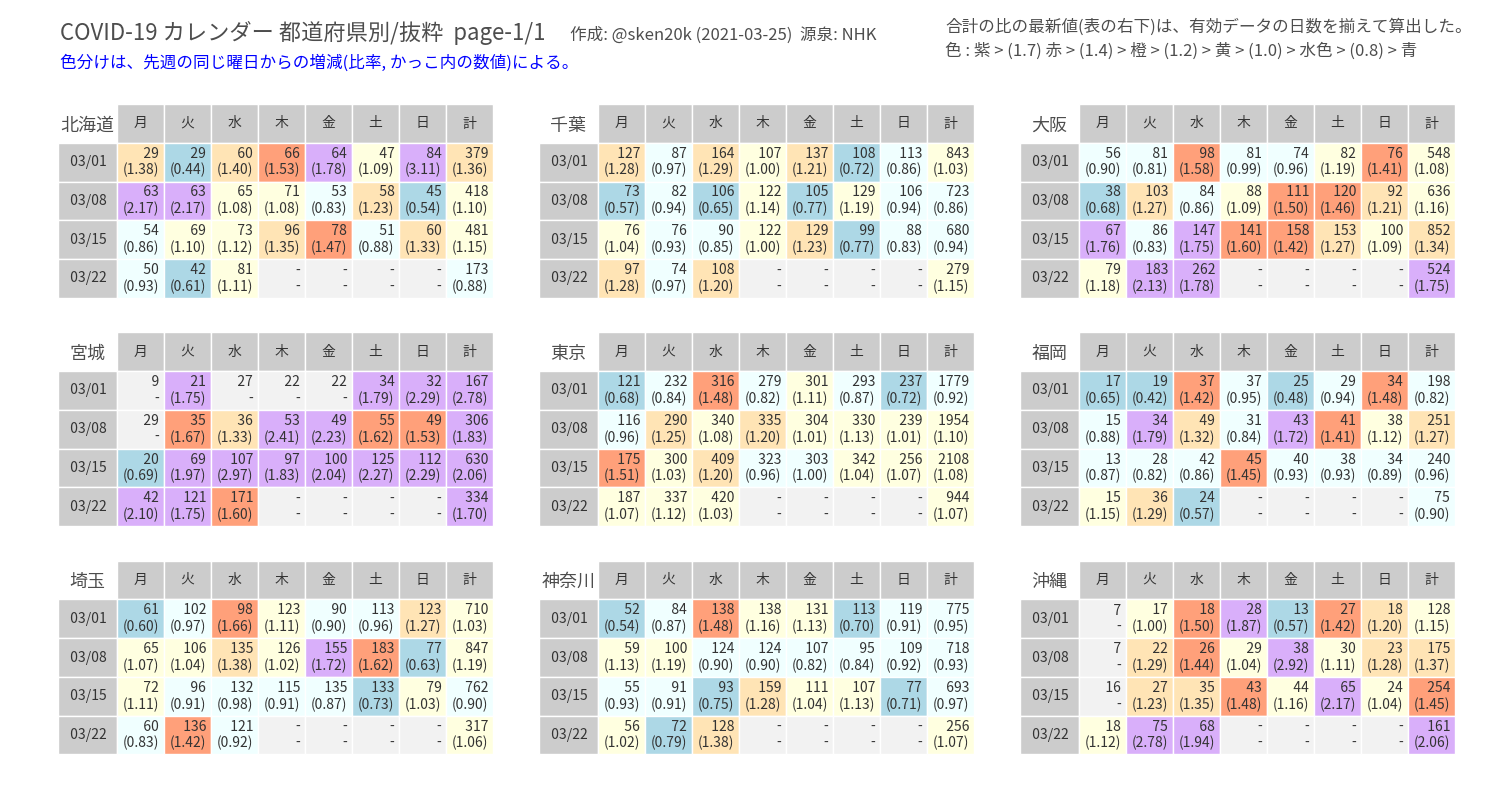 COVID-19 カレンダー 都道府県別/抜粋 page-1/1 作成: @sken20k (2021-03-25) 源泉: NHK
色分けは、先週の同じ曜日からの増減(比率, かっこ内の数値)による。
合計の比の最新値(表の右下)は、有効データの日数を揃えて算出した。
色 : 紫 > (1.7) 赤 > (1.4) > 橙 > (1.2) > 黄 > (1.0) > 水色 > (0.8) > 青
北海道 月 火 水 木 金 土 日 計
03/01 29 29 60 66 64 47 84 379
(1.38) (0.44) (1.40) (1.53) (1.78) (1.09) (3.11) (1.36)
03/08 63 63 65 71 53 58 45 418
(2.17) (2.17) (1.08) (1.08) (0.83) (1.23) (0.54) (1.10)
03/15 54 69 73 96 78 51 60 481
(0.86) (1.10) (1.12) (1.35) (1.47) (0.88) (1.33) (1.15)
03/22 50 42 81 - - - - 173
(0.93) (0.61) (1.11) - - - - (0.88)
千葉 月 火 水 木 金 土 日 計
03/01 127 87 164 107 137 108 113 843
(1.28) (0.97) (1.29) (1.00) (1.21) (0.72) (0.86) (1.03)
03/08 73 82 106 122 105 129 106 723
(0.57) (0.94) (0.65) (1.14) (0.77) (1.19) (0.94) (0.86)
03/15 76 76 90 122 129 99 88 680
(1.04) (0.93) (0.85) (1.00) (1.23) (0.77) (0.83) (0.94)
03/22 97 74 108 - - - - 279
(1.28) (0.97) (1.20) - - - - (1.15)
大阪 月 火 水 木 金 土 日 計
03/01 56 81 98 81 74 82 76 548
(0.90) (0.81) (1.58) (0.99) (0.96) (1.19) (1.41) (1.08)
03/08 38 103 84 88 111 120 92 636
(0.68) (1.27) (0.86) (1.09) (1.50) (1.46) (1.21) (1.16)
03/15 67 86 147 141 158 153 100 852
(1.76) (0.83) (1.75) (1.60) (1.42) (1.27) (1.09) (1.34)
03/22 79 183 262 - - - - 524
(1.18) (2.13) (1.78) - - - - (1.75)
宮城 月 火 水 木 金 土 日 計
03/01 9 21 27 22 22 34 32 167
- (1.75) - - - (1.79) (2.29) (2.78)
03/08 29 35 36 53 49 55 49 306
- (1.67) (1.33) (2.41) (2.23) (1.62) (1.53) (1.83)
03/15 20 69 107 97 100 125 112 630
(0.69) (1.97) (2.97) (1.83) (2.04) (2.27) (2.29) (2.06)
03/22 42 121 171 - - - - 334
(2.10) (1.75) (1.60) - - - - (1.70)
東京 月 火 水 木 金 土 日 計
03/01 121 232 316 279 301 293 237 1779
(0.68) (0.84) (1.48) (0.82) (1.11) (0.87) (0.72) (0.92)
03/08 116 290 340 335 304 330 239 1954
(0.96) (1.25) (1.08) (1.20) (1.01) (1.13) (1.01) (1.10)
03/15 175 300 409 323 303 342 256 2108
(1.51) (1.03) (1.20) (0.96) (1.00) (1.04) (1.07) (1.08)
03/22 187 337 420 - - - - 944
(1.07) (1.12) (1.03) - - - - (1.07)
福岡 月 火 水 木 金 土 日 計
03/01 17 19 37 37 25 29 34 198
(0.65) (0.42) (1.42) (0.95) (0.48) (0.94) (1.48) (0.82)
03/08 15 34 49 31 43 41 38 251
(0.88) (1.79) (1.32) (0.84) (1.72) (1.41) (1.12) (1.27)
03/15 13 28 42 45 40 38 34 240
(0.87) (0.82) (0.86) (1.45) (0.93) (0.93) (0.89) (0.96)
03/22 15 36 24 - - - - 75
(1.15) (1.29) (0.57) - - - - (0.90)
埼玉 月 火 水 木 金 土 日 計
03/01 61 102 98 123 90 113 123 710
(0.60) (0.97) (1.66) (1.11) (0.90) (0.96) (1.27) (1.03)
03/08 65 106 135 126 155 183 77 847
(1.07) (1.04) (1.38) (1.02) (1.72) (1.62) (0.63) (1.19)
03/15 72 96 132 115 135 133 79 762
(1.11) (0.91) (0.98) (0.91) (0.87) (0.73) (1.03) (0.90)
03/22 60 136 121 - - - - 317
(0.83) (1.42) (0.92) - - - - (1.06)
神奈川 月 火 水 木 金 土 日 計
03/01 52 84 138 138 131 113 119 775
(0.54) (0.87) (1.48) (1.16) (1.13) (0.70) (0.91) (0.95)
03/08 59 100 124 124 107 95 109 718
(1.13) (1.19) (0.90) (0.90) (0.82) (0.84) (0.92) (0.93)
03/15 55 91 93 159 111 107 77 693
(0.93) (0.91) (0.75) (1.28) (1.04) (1.13) (0.71) (0.97)
03/22 56 72 128 - - - - 256
(1.02) (0.79) (1.38) - - - - (1.07)
沖縄 月 火 水 木 金 土 日 計
03/01 7 17 18 28 13 27 18 128
- (1.00) (1.50) (1.87) (0.57) (1.42) (1.20) (1.15)
03/08 7 22 26 29 38 30 23 175
- (1.29) (1.44) (1.04) (2.92) (1.11) (1.28) (1.37)
03/15 16 27 35 43 44 65 24 254
- (1.23) (1.35) (1.48) (1.16) (2.17) (1.04) (1.45)
03/22 18 75 68 - - - - 161
(1.12) (2.78) (1.94) - - - - (2.06)